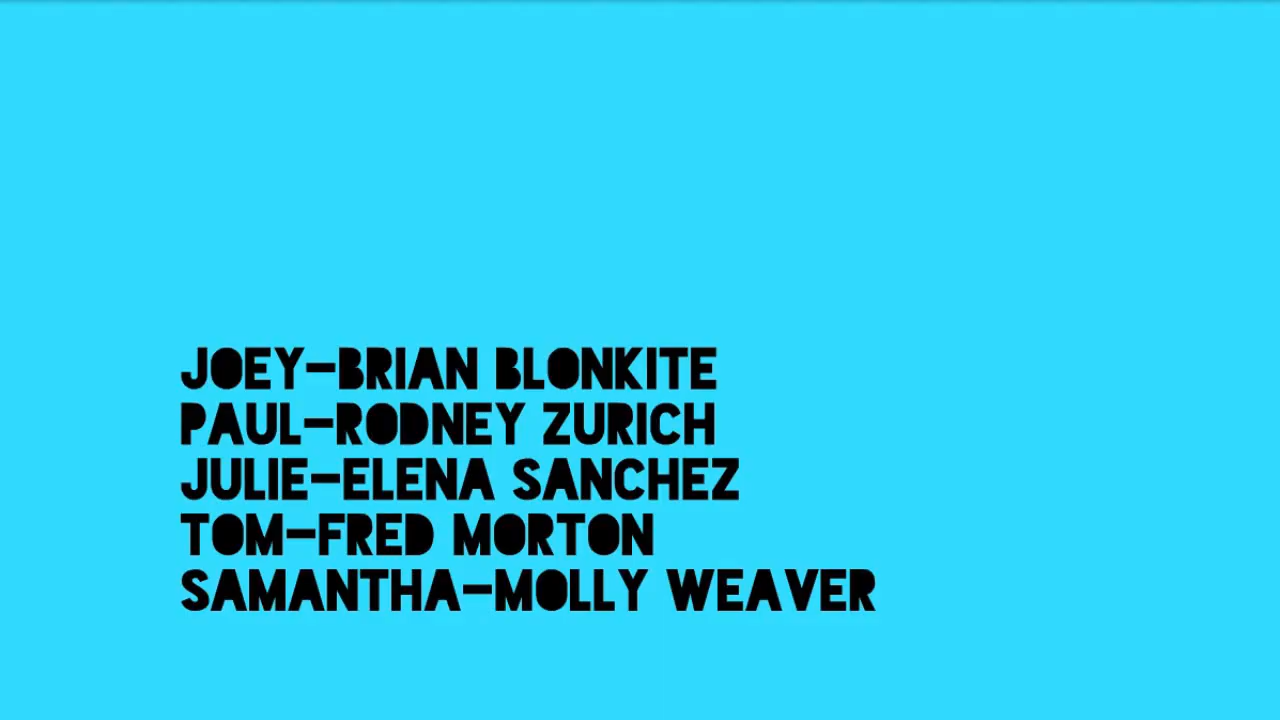 JOEY-BRIAN BLONKITE
PAUL-RODNEY ZURICH
JULIE-ELENA SANCHEZ
TOM-FRED MORTON
SAMANTHA-MOLLY WEAVER